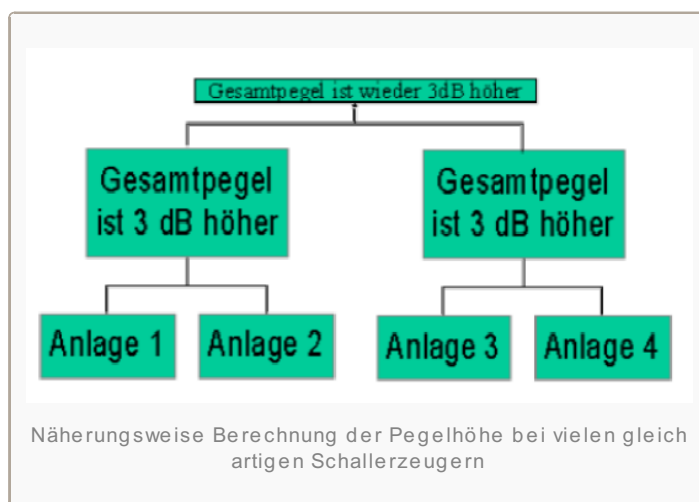 Gesamtpegel ist wieder 3dB höher
Gesamtpegel
ist 3 dB höher
Gesamtpegel
ist 3 dB höher
Anlage 1
Anlage 2
Anlage 3
Anlage 4
Näherungsweise Berechnung der Pegelhöhe bei vielen gleich
artigen Schallerzeugern